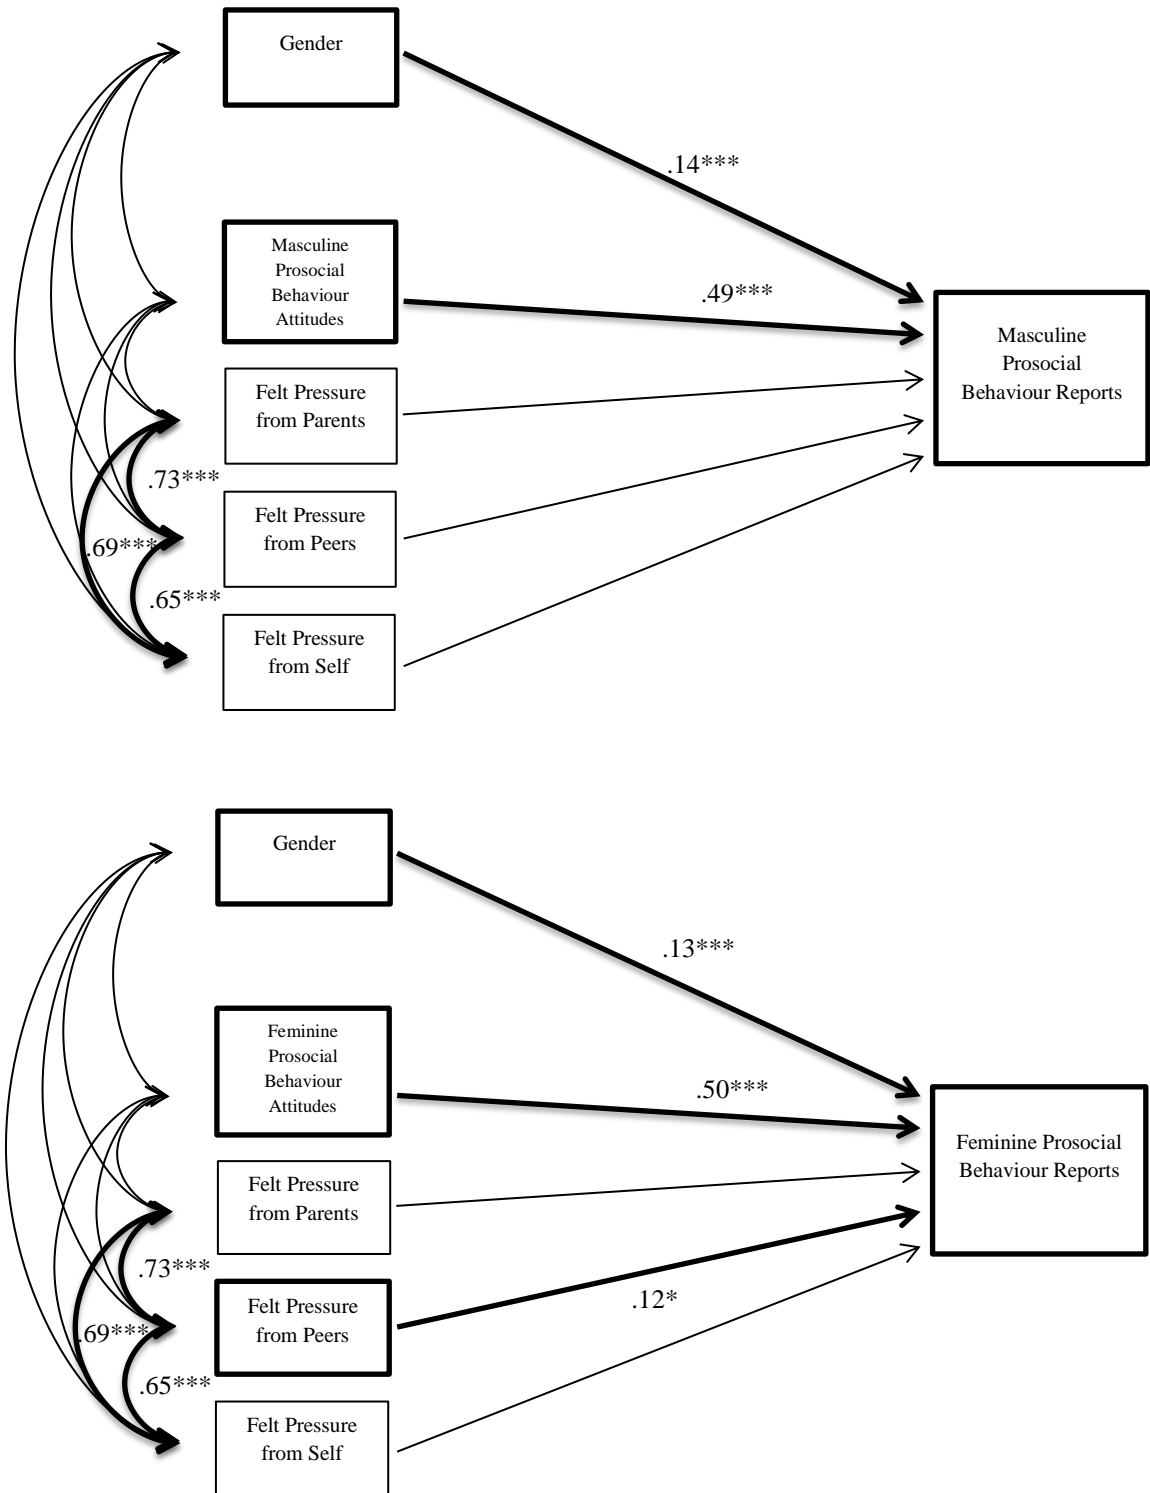 Gender
.14***
Masculine
Prosocial
Behaviour
Attitudes
.49***
Masculine
Prosocial
Behaviour Reports
Felt Pressure
from Parents
.73***
Felt Pressure
from Peers
.69***
.65***
Felt Pressure
from Self
Gender
.13***
Feminine
Prosocial
Behaviour
Attitudes
.50***
Feminine Prosocial
Behaviour Reports
Felt Pressure
from Parents
.73***
Felt Pressure
from Peers
.12*
.69***
.65***
Felt Pressure
from Self